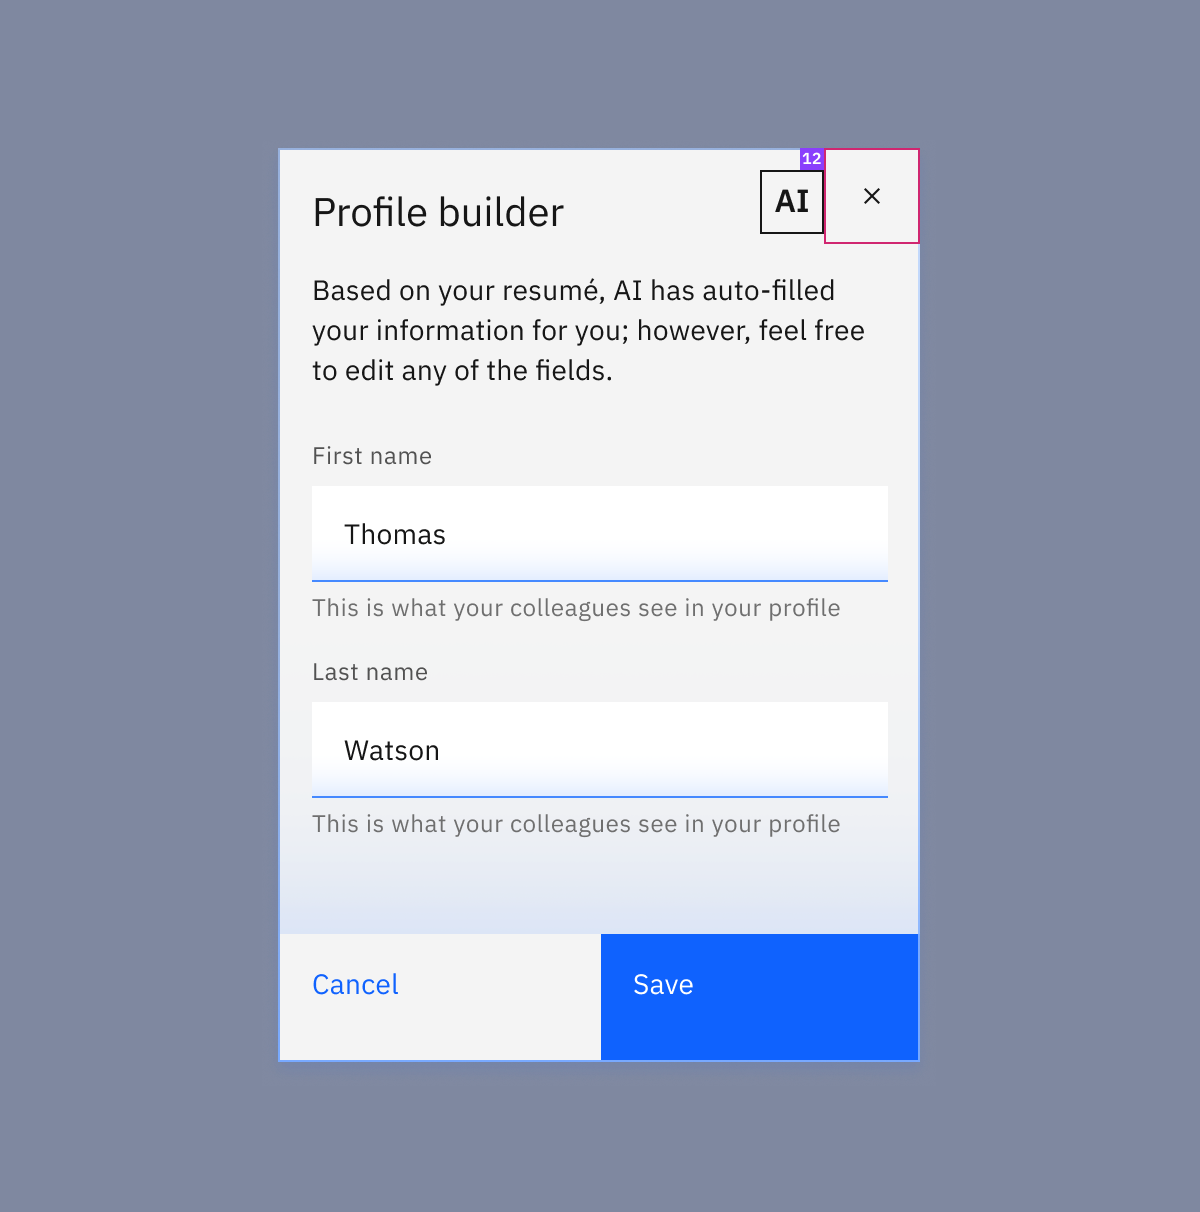 12
Profile builder
AI
Based on your resumé, AI has auto-filled
your information for you; however, feel free
to edit any of the fields.
First name
Thomas
This is what your colleagues see in your profile
Last name
Watson
This is what your colleagues see in your profile
Cancel
Save